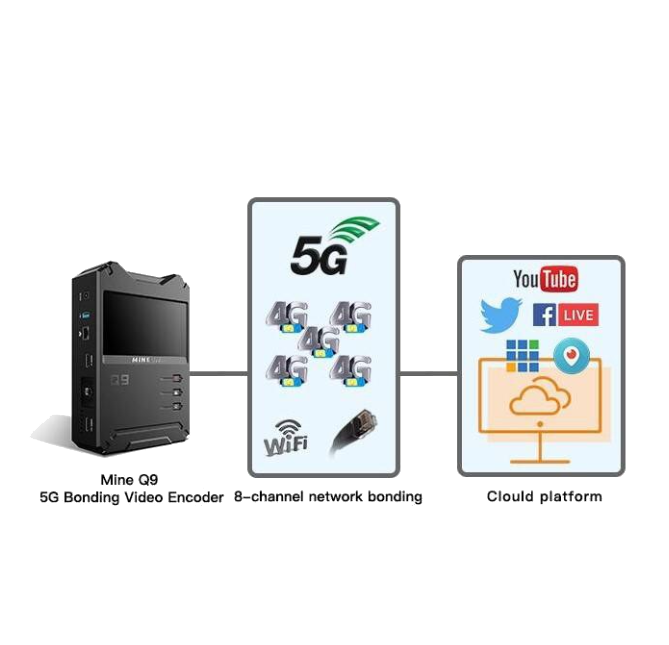 5G
4G 4G
4G
4G 4G
WiFi
YouTube
f LIVE
MINE
Q9
Mine Q9
5G Bonding Video Encoder
8-channel network bonding
Clould platform